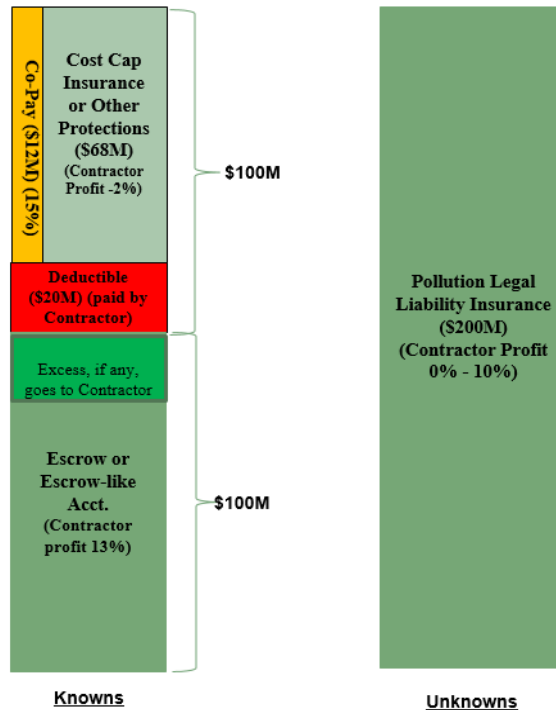 Co-Pay ($12M) (15%)
Cost Cap
Insurance
or Other
Protections
($68M)
(Contractor
Profit -2%)
$100M
Deductible
($20M) (paid by
Contractor)
Excess, if any,
goes to Contractor
Escrow or
Escrow-like
Acct.
(Contractor
profit 13%)
$100M
Knowns
Pollution Legal
Liability Insurance
($200M)
(Contractor Profit
0% - 10%)
Unknowns